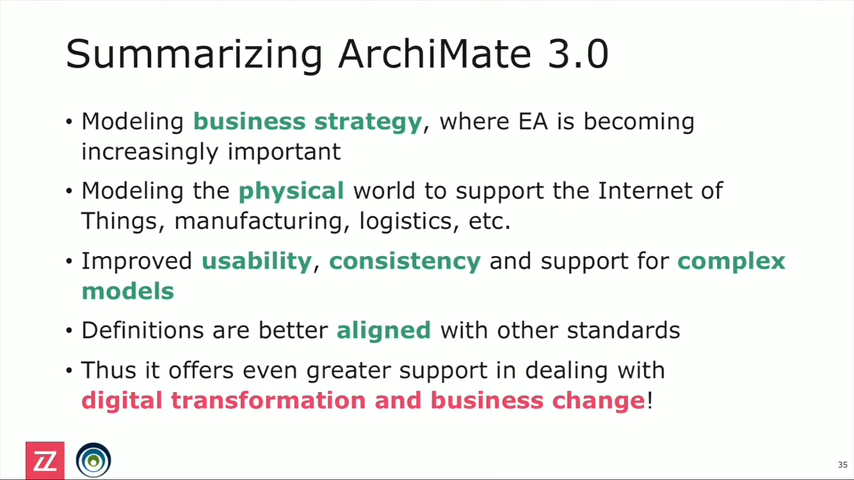 Summarizing ArchiMate 3.0
• Modeling business strategy, where EA is becoming
increasingly important
• Modeling the physical world to support the Internet of
Things, manufacturing, logistics, etc.
• Improved usability, consistency and support for complex
models
• Definitions are better aligned with other standards
• Thus it offers even greater support in dealing with
digital transformation and business change!
35